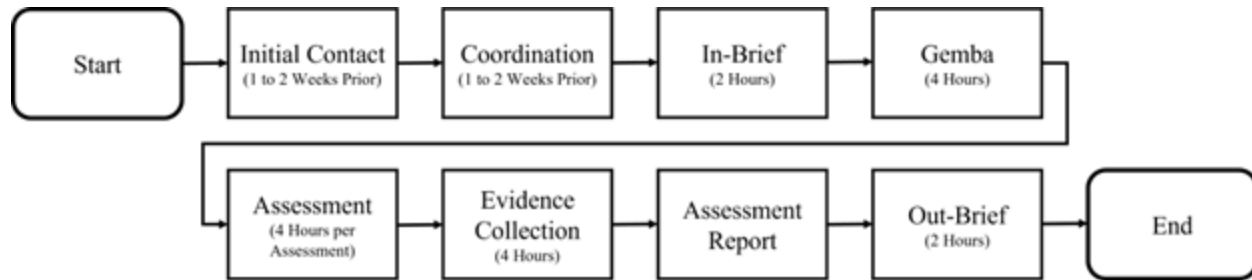 Start
Initial Contact
(1 to 2 Weeks Prior)
Coordination
(1 to 2 Weeks Prior)
In-Brief
(2 Hours)
Gemba
(4 Hours)
Assessment
(4 Hours per
Assessment)
Evidence
Collection
(4 Hours)
Assessment
Report
Out-Brief
(2 Hours)
End